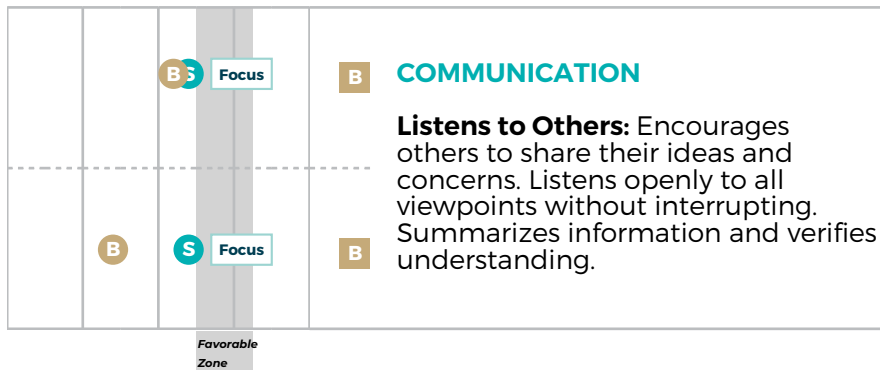 B S Focus B COMMUNICATION
Listens to Others: Encourages
others to share their ideas and
concerns. Listens openly to all
viewpoints without interrupting.
Summarizes information and verifies
understanding.
B S Focus B
Favorable
Zone